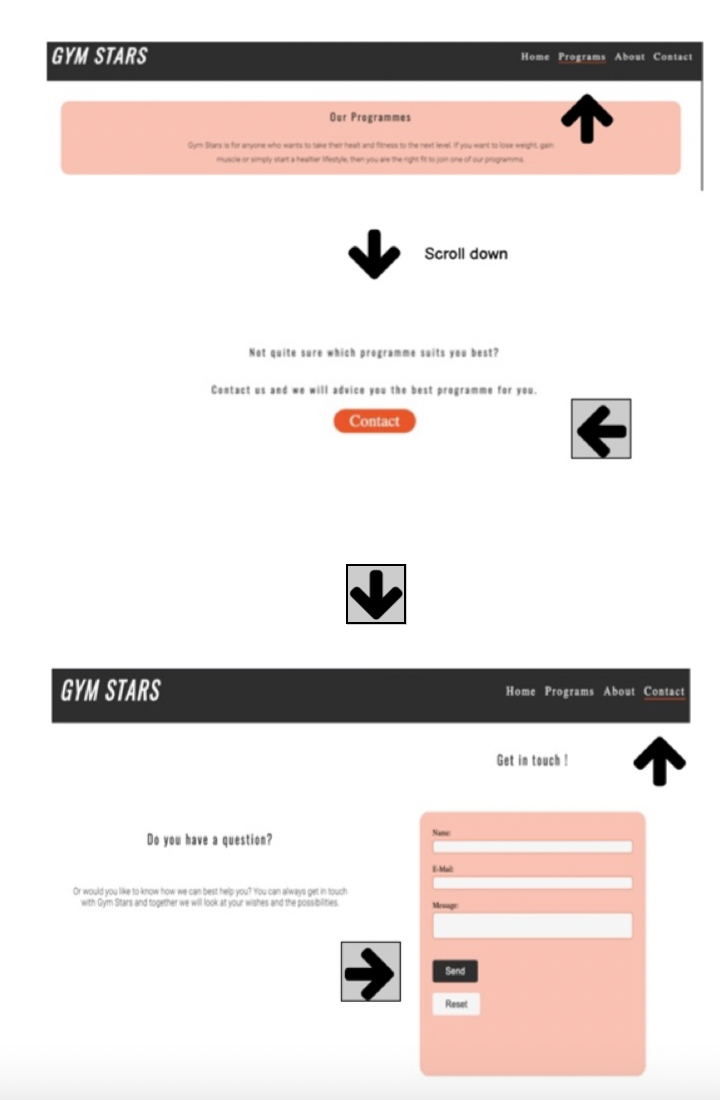 GYM STARS
Home Programs About Contact
Our Programmes
Gym Stars is for anyone who wants to take their healt and fitness to the next level. If you want to lose weight, gain
muscle or simply start a healtier lifestyle, then you are the right fit to join one of our programms.
Scroll down
Not quite sure which programme suits you best?
Contact us and we will advice you the best programme for you.
Contact
GYM STARS
Home Programs About Contact
Get in touch !
Do you have a question?
Or would you like to know how we can best help you? You can always get in touch
with Gym Stars and together we will look at your wishes and the possibilities.
Name:
E-Mail:
Message:
Send
Reset